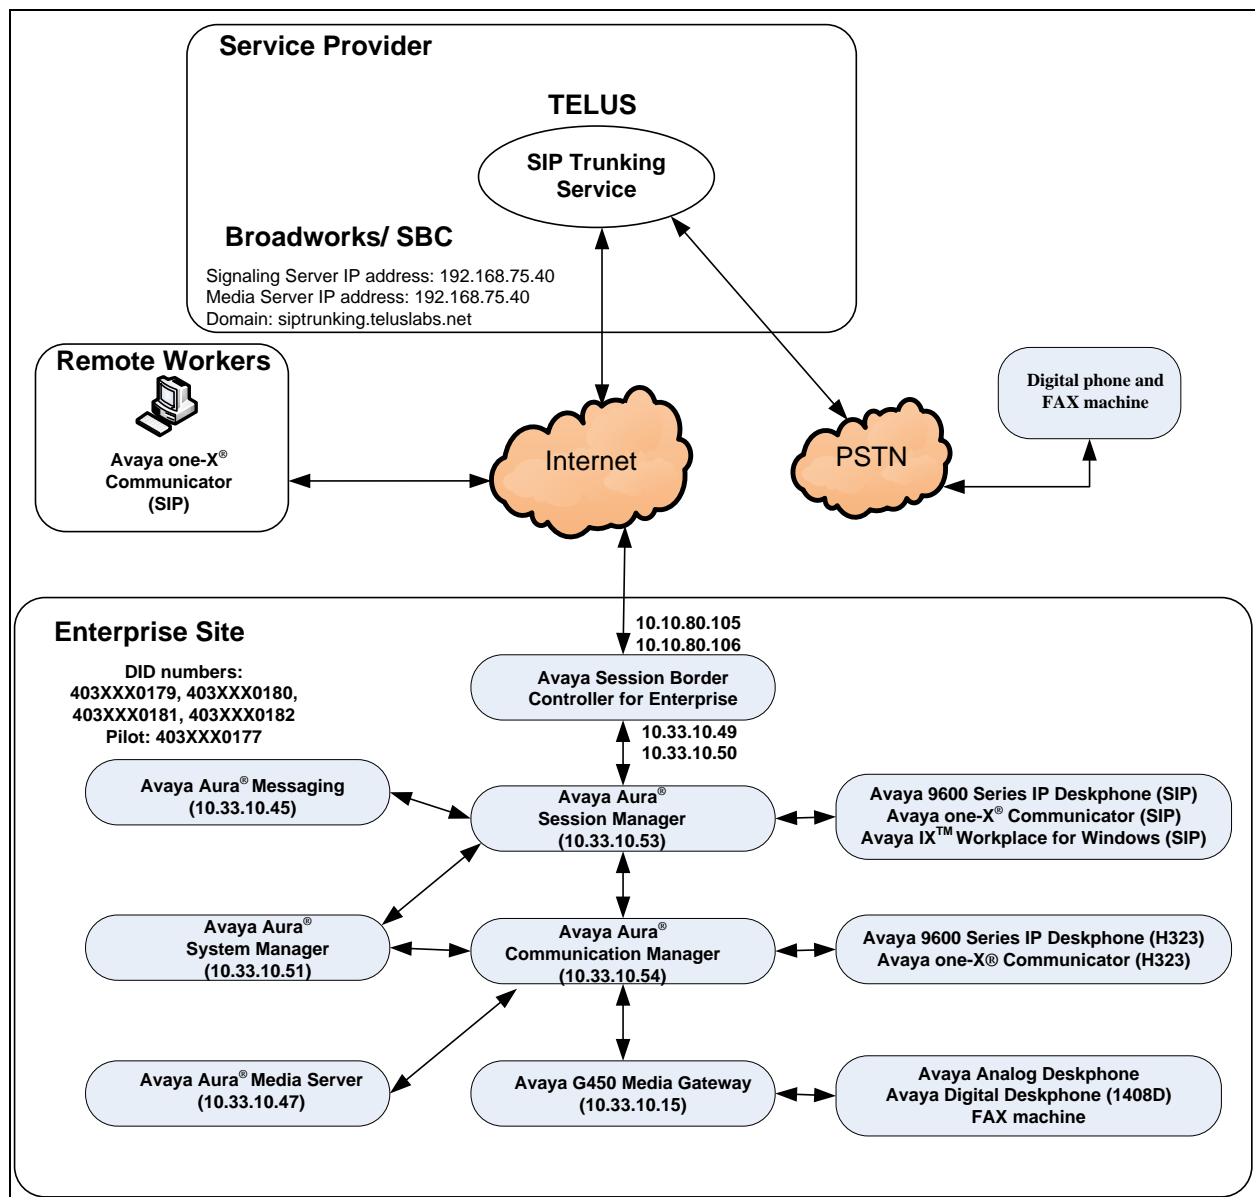 Service Provider
TELUS
SIP Trunking
Service
Broadworks/ SBC
Signaling Server IP address: 192.168.75.40
Media Server IP address: 192.168.75.40
Domain: siptrunking.teluslabs.net
Remote Workers
Avaya one-X®
Communicator
(SIP)
Internet
PSTN
Digital phone and
FAX machine
Enterprise Site
DID numbers:
403XXX0179, 403XXX0180,
403XXX0181, 403XXX0182
Pilot: 403XXX0177
10.10.80.105
10.10.80.106
Avaya Session Border
Controller for Enterprise
10.33.10.49
10.33.10.50
Avaya Aura® Messaging
(10.33.10.45)
Avaya Aura®
Session Manager
(10.33.10.53)
Avaya 9600 Series IP Deskphone (SIP)
Avaya one-X® Communicator (SIP)
Avaya IX™ Workplace for Windows (SIP)
Avaya Aura®
System Manager
(10.33.10.51)
Avaya Aura®
Communication Manager
(10.33.10.54)
Avaya 9600 Series IP Deskphone (H323)
Avaya one-X® Communicator (H323)
Avaya Aura® Media Server
(10.33.10.47)
Avaya G450 Media Gateway
(10.33.10.15)
Avaya Analog Deskphone
Avaya Digital Deskphone (1408D)
FAX machine